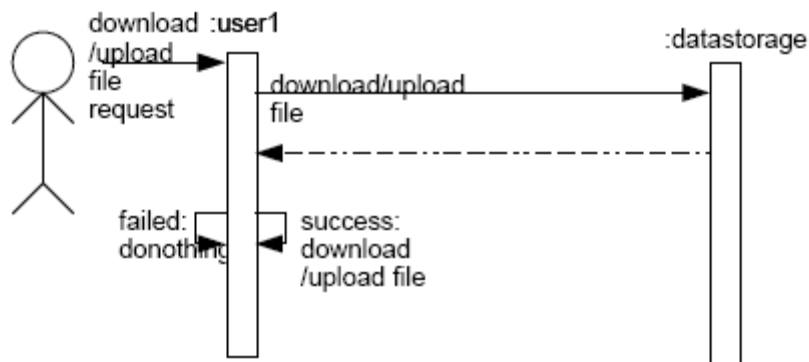 download
/upload
file
request
:user1
:datastorage
download/upload
file
failed:
donothing
success:
download
/upload file